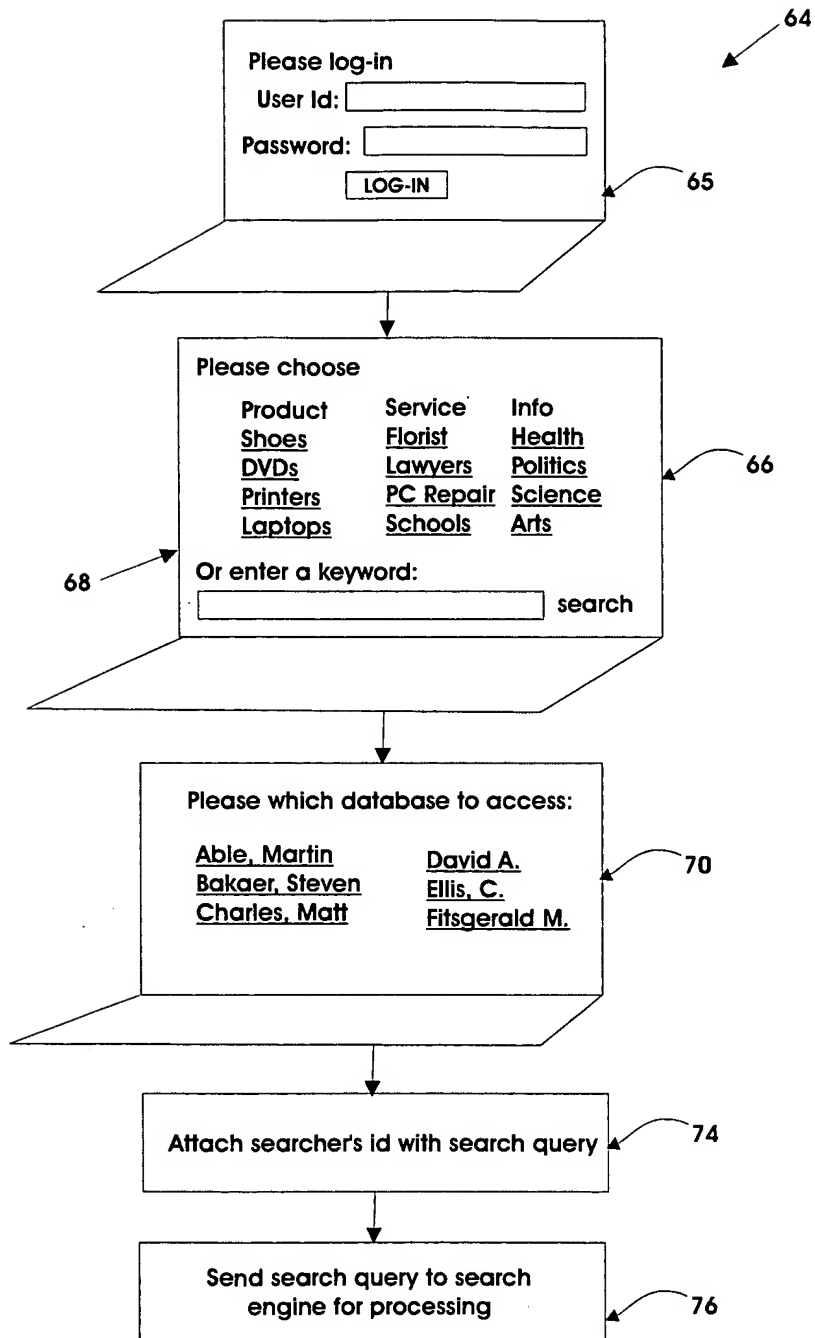 64
Please log-in
User Id:
Password:
LOG-IN
65
Please choose
Product Service Info
Shoes Florist Health
DVDs Lawyers Politics
Printers PC Repair Science
Laptops Schools Arts
66
68
Or enter a keyword:
search
Please which database to access:
Able, Martin David A.
Bakaer, Steven Ellis, C.
Charles, Matt Fitsgerald M.
70
Attach searcher's id with search query
74
Send search query to search
engine for processing
76